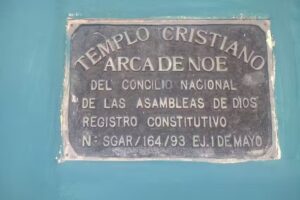 TEMPLO CRISTIANO
ARCA DE NOE
DEL CONCILIO NACIONAL
DE LAS ASAMBLEAS DE DIOS
REGISTRO CONSTITUTIVO
Nº: SGAR/164/93 EJ. 1 DE MAYO